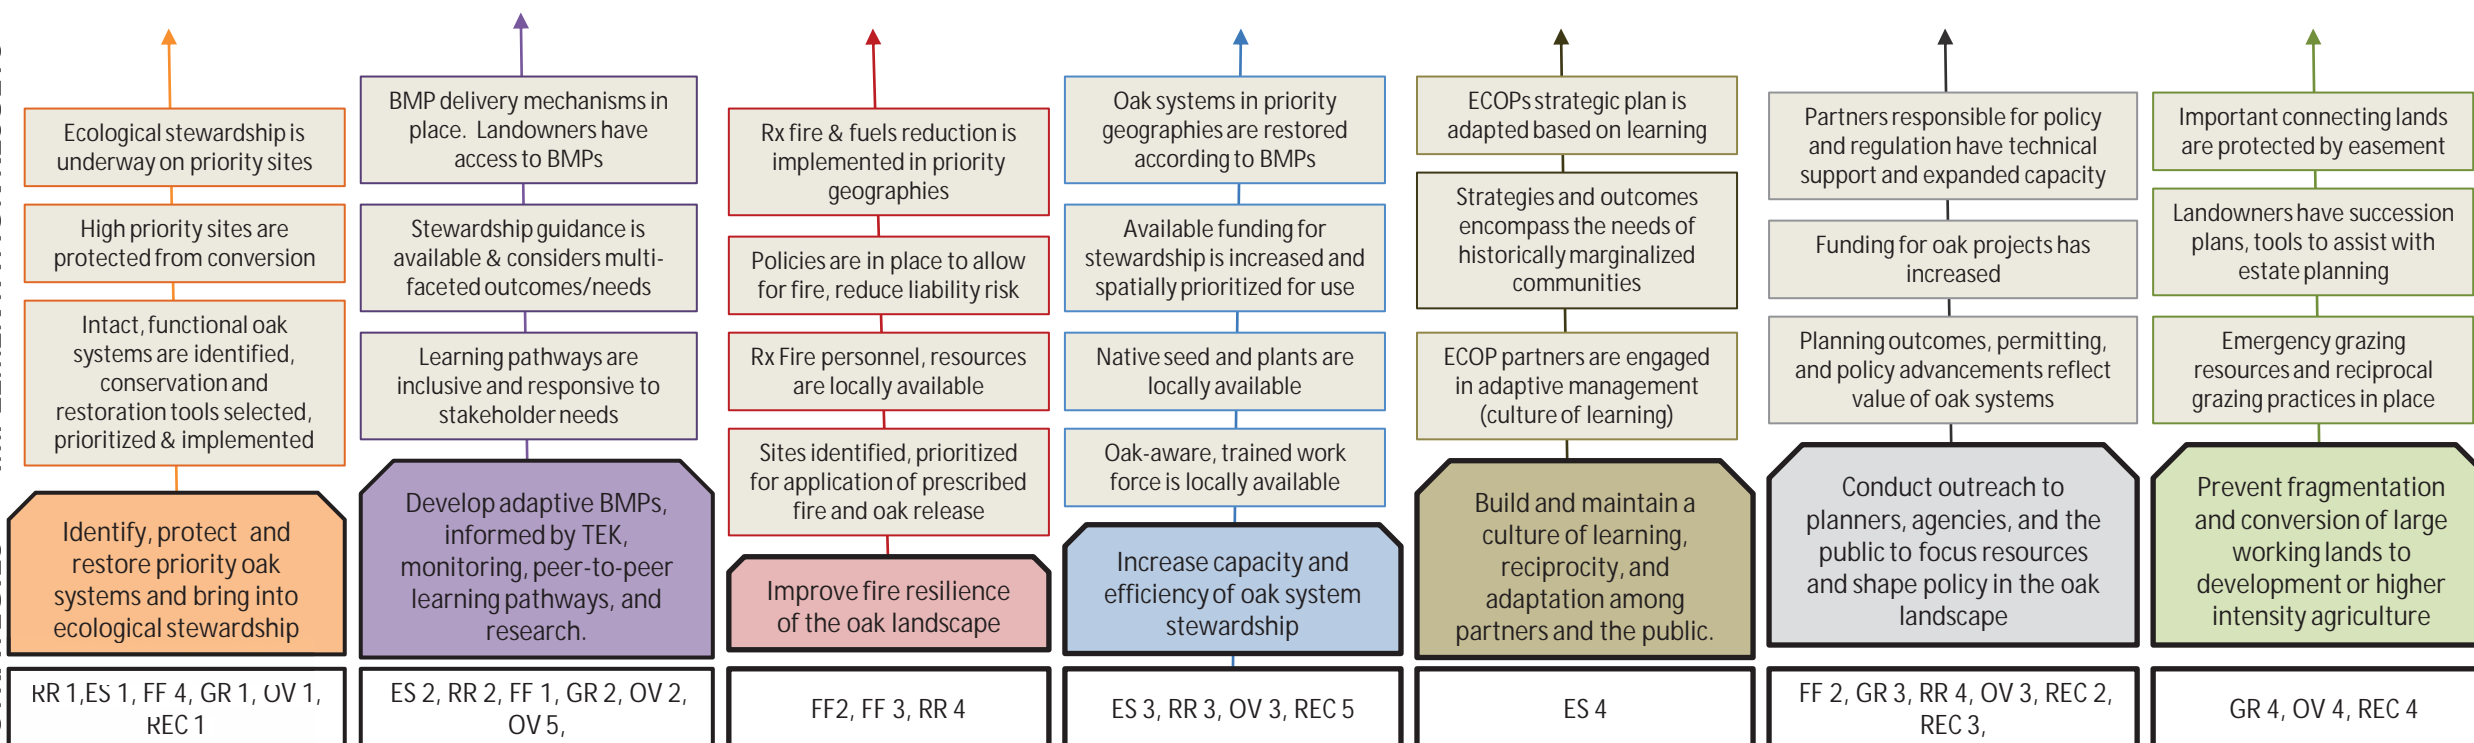 Ecological stewardship is
underway on priority sites
High priority sites are
protected from conversion
Intact, functional oak
systems are identified,
conservation and
restoration tools selected,
prioritized & implemented
Identify, protect and
restore priority oak
systems and bring into
ecological stewardship
RR 1,ES 1, FF 4, GR 1, OV 1,
REC 1
BMP delivery mechanisms in
place. Landowners have
access to BMPs
Stewardship guidance is
available & considers multi-
faceted outcomes/needs
Learning pathways are
inclusive and responsive to
stakeholder needs
Develop adaptive BMPs,
informed by TEK,
monitoring, peer-to-peer
learning pathways, and
research.
ES 2, RR 2, FF 1, GR 2, OV 2,
OV 5,
Rx fire & fuels reduction is
implemented in priority
geographies
Policies are in place to allow
for fire, reduce liability risk
Rx Fire personnel, resources
are locally available
Sites identified, prioritized
for application of prescribed
fire and oak release
Improve fire resilience
of the oak landscape
FF2, FF 3, RR 4
Oak systems in priority
geographies are restored
according to BMPs
Available funding for
stewardship is increased and
spatially prioritized for use
Native seed and plants are
locally available
Oak-aware, trained work
force is locally available
Increase capacity and
efficiency of oak system
stewardship
ES 3, RR 3, OV 3, REC 5
ECOPs strategic plan is
adapted based on learning
Strategies and outcomes
encompass the needs of
historically marginalized
communities
ECOP partners are engaged
in adaptive management
(culture of learning)
Build and maintain a
culture of learning,
reciprocity, and
adaptation among
partners and the public.
ES 4
Partners responsible for policy
and regulation have technical
support and expanded capacity
Funding for oak projects has
increased
Planning outcomes, permitting,
and policy advancements reflect
value of oak systems
Conduct outreach to
planners, agencies, and the
public to focus resources
and shape policy in the oak
landscape
FF 2, GR 3, RR 4, OV 3, REC 2,
REC 3,
Important connecting lands
are protected by easement
Landowners have succession
plans, tools to assist with
estate planning
Emergency grazing
resources and reciprocal
grazing practices in place
Prevent fragmentation
and conversion of large
working lands to
development or higher
intensity agriculture
GR 4, OV 4, REC 4